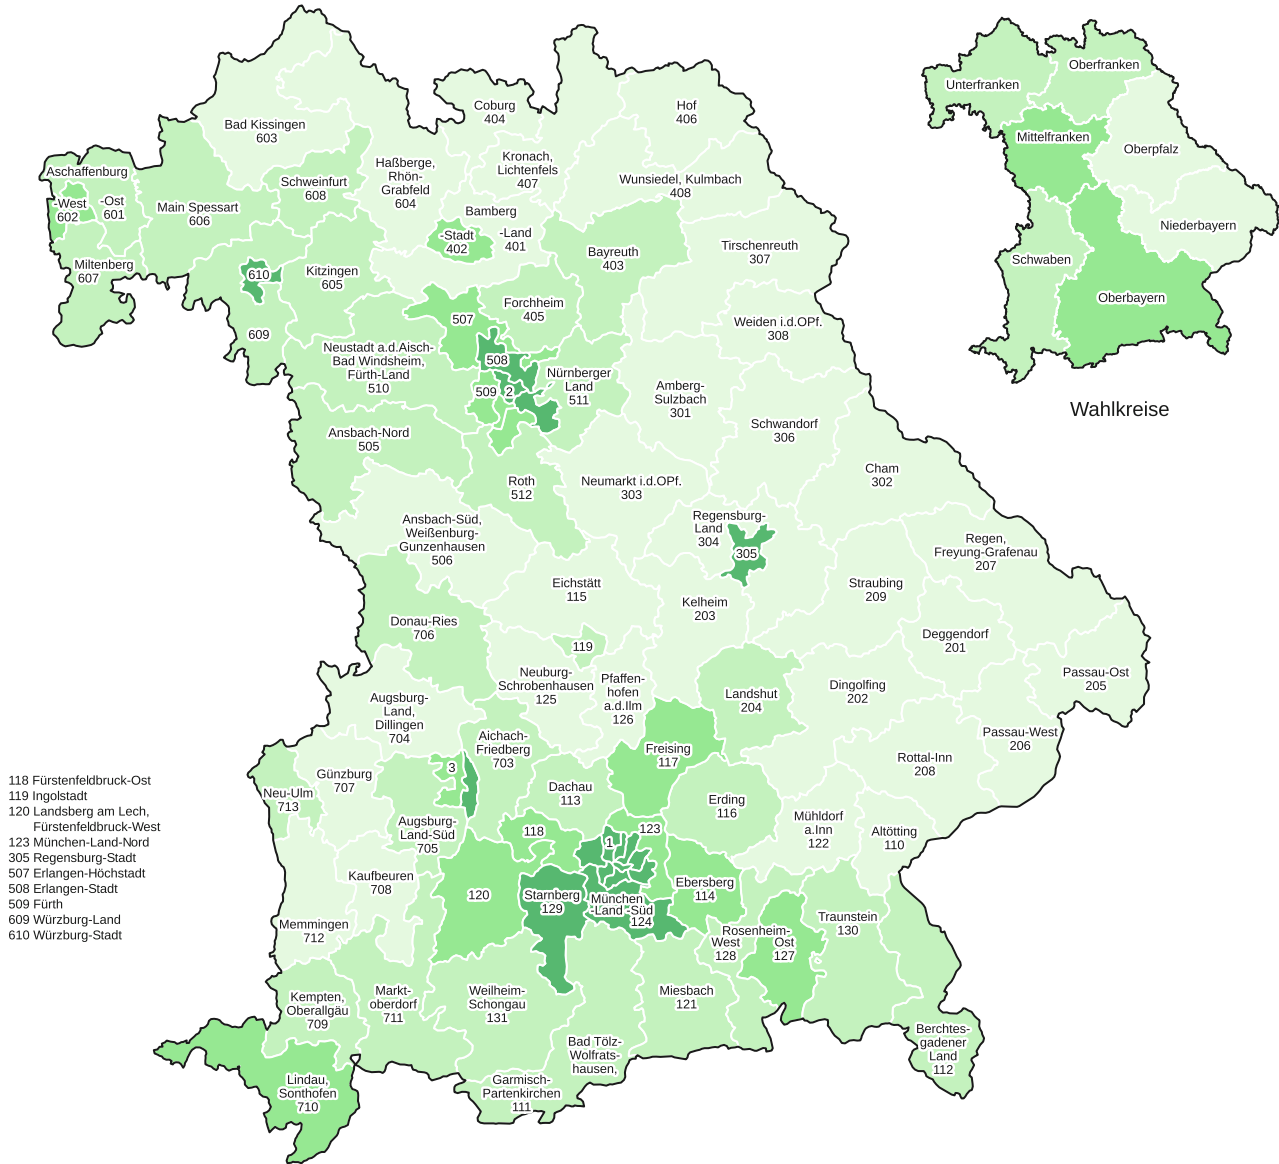 Coburg
404
Hof
406
Bad Kissingen
603
Kronach,
Lichtenfels
407
Haßberge,
Rhön-
Grabfeld
604
Wunsiedel, Kulmbach
408
Aschaffenburg
-West
602
-Ost
601
Main Spessart
606
Schweinfurt
608
Bamberg
-Stadt
402
-Land
401
Bayreuth
403
Tirschenreuth
307
Miltenberg
607
610
Kitzingen
605
Forchheim
405
507
Weiden i.d.OPf.
308
609
Neustadt a.d.Aisch-
Bad Windsheim,
Fürth-Land
510
508
509
2
Nürnberger
Land
511
Amberg-
Sulzbach
301
Schwandorf
306
Ansbach-Nord
505
Cham
302
Roth
512
Neumarkt i.d.OPf.
303
Ansbach-Süd,
Weißenburg-
Gunzenhausen
506
Regensburg-
Land
304
305
Regen,
Freyung-Grafenau
207
Eichstätt
115
Straubing
209
Kelheim
203
Donau-Ries
706
Deggendorf
201
119
Neuburg-
Schrobenhausen
125
Pfaffen-
hofen
a.d.Ilm
126
Landshut
204
Dingolfing
202
Passau-Ost
205
Augsburg-
Land,
Dillingen
704
Aichach-
Friedberg
703
Freising
117
Passau-West
206
Rottal-Inn
208
Günzburg
707
3
Neu-Ulm
713
Dachau
113
Erding
116
Augsburg-
Land-Süd
705
118
123
1
Mühldorf
a.Inn
122
Altötting
110
Kaufbeuren
708
120
Starnberg
129
München
-Land -Süd
124
Ebersberg
114
Memmingen
712
Rosenheim-
West
128
Ost
127
Traunstein
130
Kempten,
Oberallgäu
709
Markt-
oberdorf
711
Weilheim-
Schongau
131
Miesbach
121
Bad Tölz-
Wolfrats-
hausen,
Garmisch-
Partenkirchen
111
Berchtes-
gadener
Land
112
Lindau,
Sonthofen
710
118 Fürstenfeldbruck-Ost
119 Ingolstadt
120 Landsberg am Lech,
Fürstenfeldbruck-West
123 München-Land-Nord
305 Regensburg-Stadt
507 Erlangen-Höchstadt
508 Erlangen-Stadt
509 Fürth
609 Würzburg-Land
610 Würzburg-Stadt
Unterfranken
Oberfranken
Mittelfranken
Oberpfalz
Niederbayern
Schwaben
Oberbayern
Wahlkreise